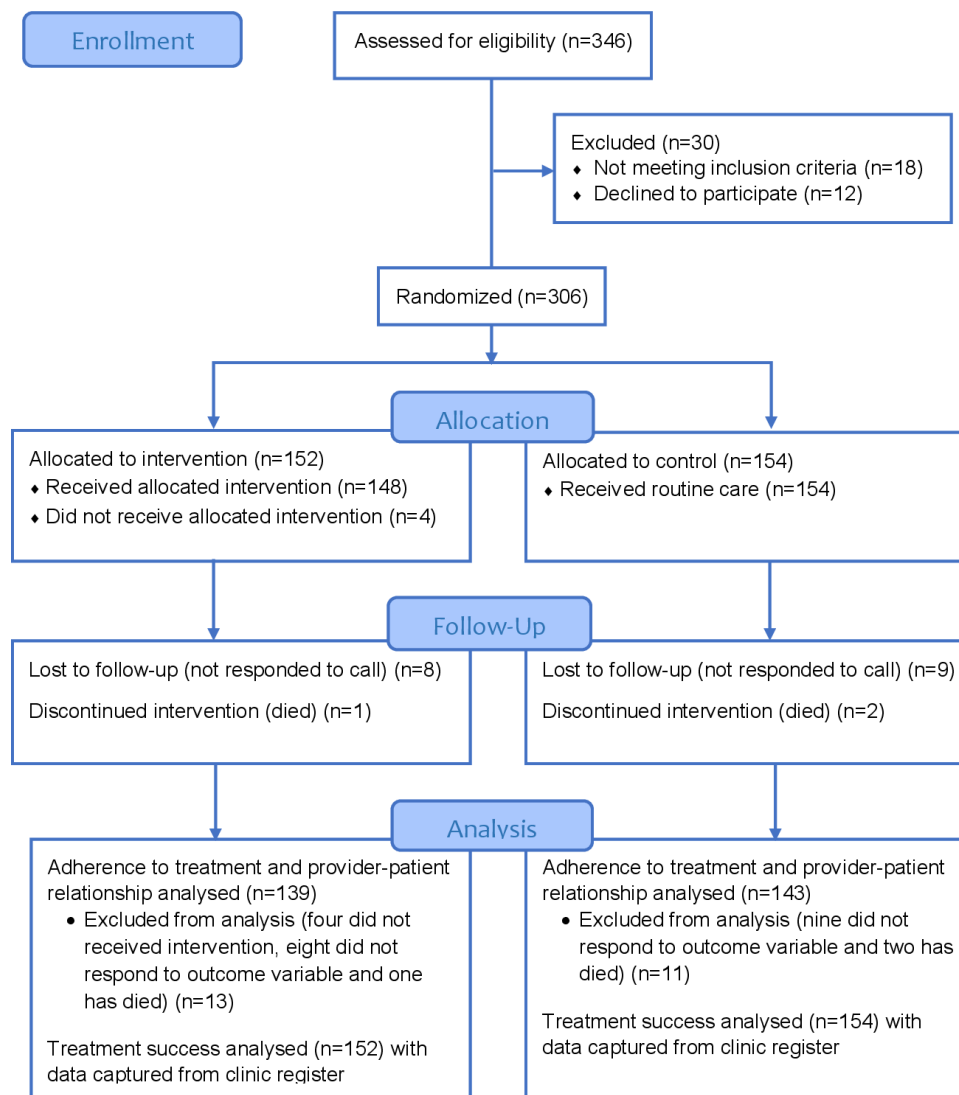 Enrollment
Assessed for eligibility (n=346)
Excluded (n=30)
♦ Not meeting inclusion criteria (n=18)
♦ Declined to participate (n=12)
Randomized (n=306)
Allocation
Allocated to intervention (n=152)
♦ Received allocated intervention (n=148)
♦ Did not receive allocated intervention (n=4)
Allocated to control (n=154)
♦ Received routine care (n=154)
Follow-Up
Lost to follow-up (not responded to call) (n=8)
Discontinued intervention (died) (n=1)
Lost to follow-up (not responded to call) (n=9)
Discontinued intervention (died) (n=2)
Analysis
Adherence to treatment and provider-patient
relationship analysed (n=139)
• Excluded from analysis (four did not
received intervention, eight did not
respond to outcome variable and one
has died) (n=13)
Treatment success analysed (n=152) with
data captured from clinic register
Adherence to treatment and provider-patient
relationship analysed (n=143)
• Excluded from analysis (nine did not
respond to outcome variable and two has
died) (n=11)
Treatment success analysed (n=154) with
data captured from clinic register